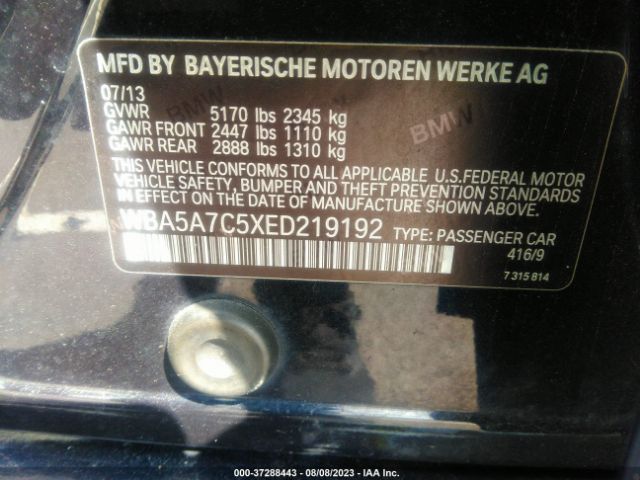 MFD BY BAYERISCHE MOTOREN WERKE AG
07/13
GVWR 5170 lbs 2345 kg
GAWR FRONT 2447 lbs 1110 kg
GAWR REAR 2888 lbs 1310 kg
THIS VEHICLE CONFORMS TO ALL APPLICABLE U.S.FEDERAL MOTOR
VEHICLE SAFETY, BUMPER AND THEFT PREVENTION STANDARDS
IN EFFECT ON THE DATE OF MANUFACTURE SHOWN ABOVE.
WBA5A7C5XED219192 TYPE: PASSENGER CAR
416/9
7 315 814
BMW
BMW
000-37288443 - 08/08/2023 - IAA Inc.